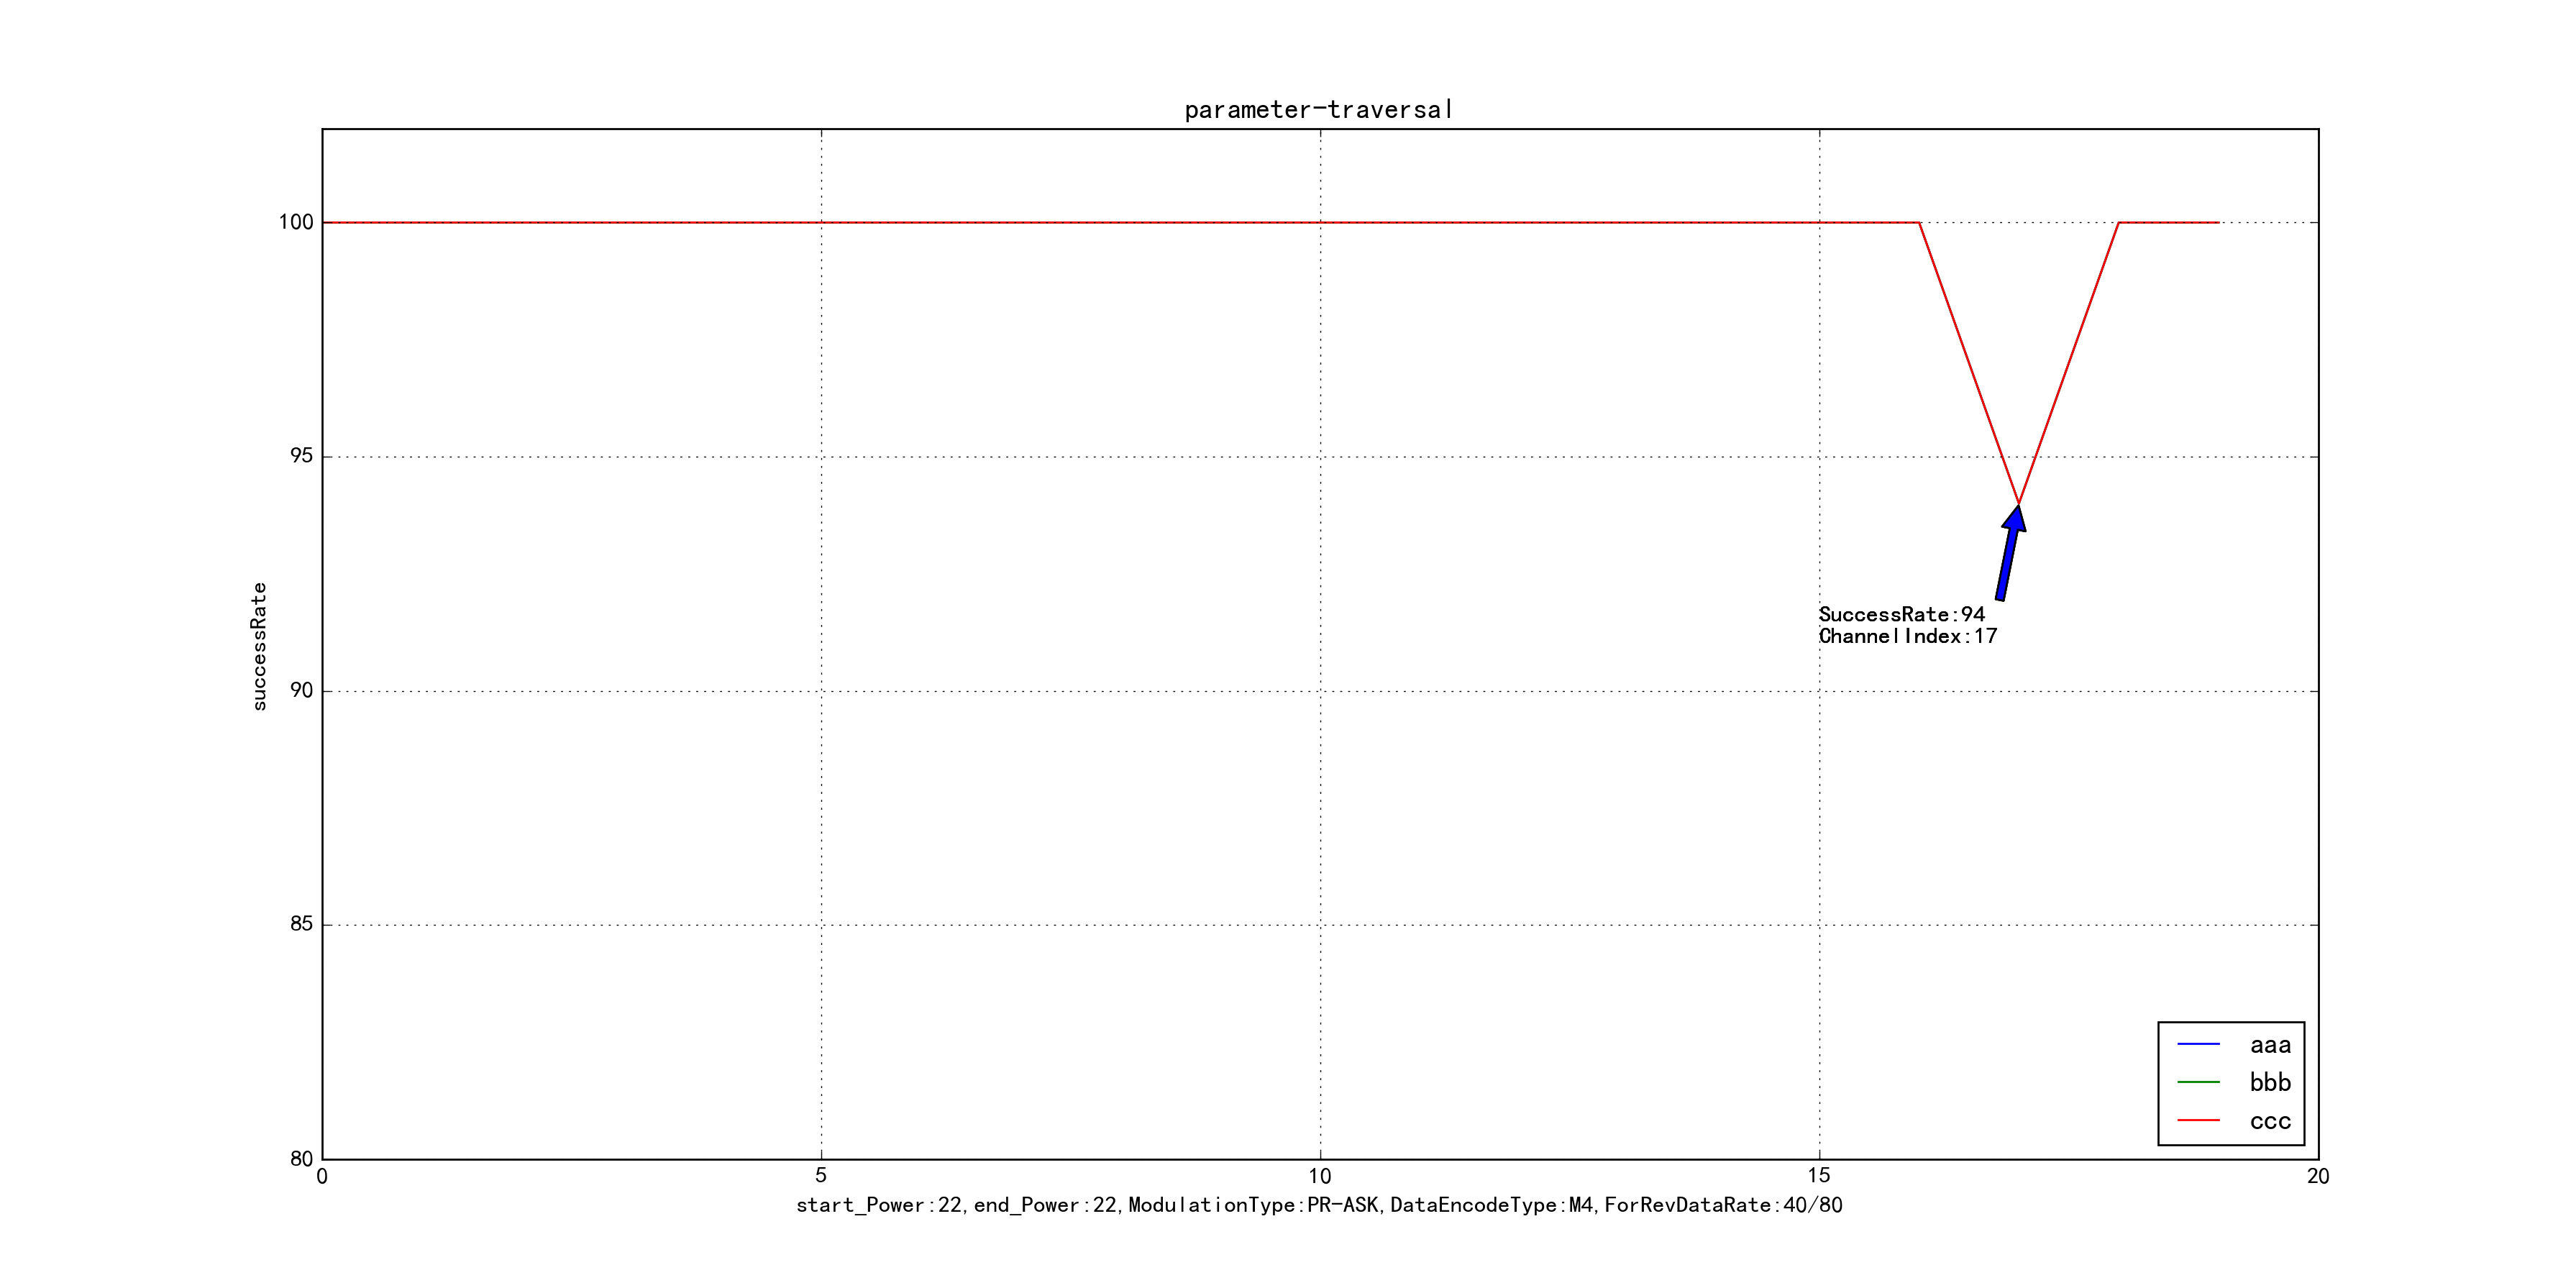 parameter-traversal
100
95
90
85
80
successRate
SuccessRate:94
ChannelIndex:17
aaa
bbb
ccc
0 5 10 15 20
start_Power:22,end_Power:22,ModulationType:PR-ASK,DataEncodeType:M4,ForRevDataRate:40/80